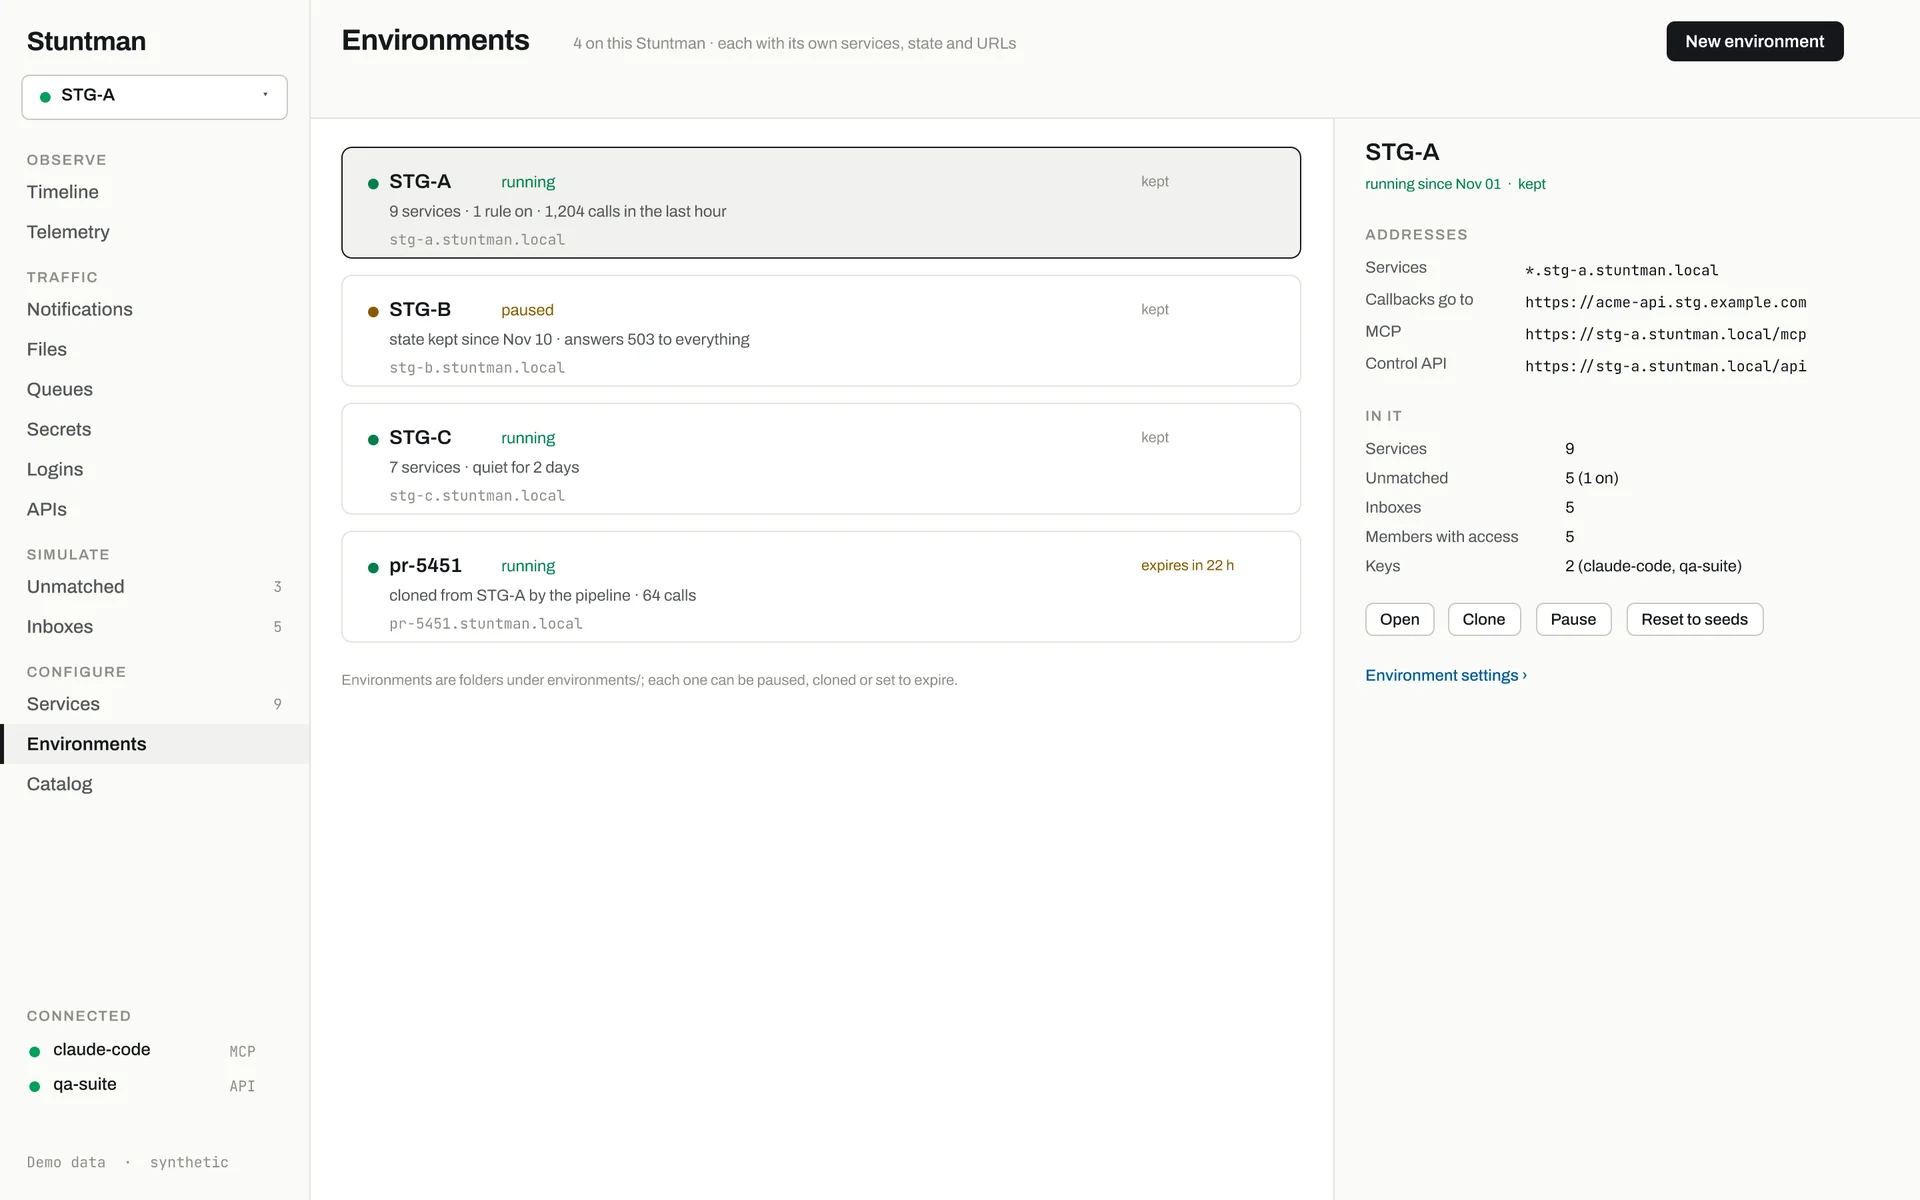 Stuntman
STG-A
OBSERVE
Timeline
Telemetry
TRAFFIC
Notifications
Files
Queues
Secrets
Logins
APIs
SIMULATE
Unmatched 3
Inboxes 5
CONFIGURE
Services 9
Environments
Catalog
CONNECTED
claude-code MCP
qa-suite API
Demo data · synthetic
Environments 4 on this Stuntman · each with its own services, state and URLs
New environment
STG-A running kept
9 services · 1 rule on · 1,204 calls in the last hour
stg-a.stuntman.local
STG-B paused kept
state kept since Nov 10 · answers 503 to everything
stg-b.stuntman.local
STG-C running kept
7 services · quiet for 2 days
stg-c.stuntman.local
pr-5451 running expires in 22 h
cloned from STG-A by the pipeline · 64 calls
pr-5451.stuntman.local
Environments are folders under environments/; each one can be paused, cloned or set to expire.
STG-A
running since Nov 01 · kept
ADDRESSES
Services *.stg-a.stuntman.local
Callbacks go to https://acme-api.stg.example.com
MCP https://stg-a.stuntman.local/mcp
Control API https://stg-a.stuntman.local/api
IN IT
Services 9
Unmatched 5 (1 on)
Inboxes 5
Members with access 5
Keys 2 (claude-code, qa-suite)
Open Clone Pause Reset to seeds
Environment settings ›